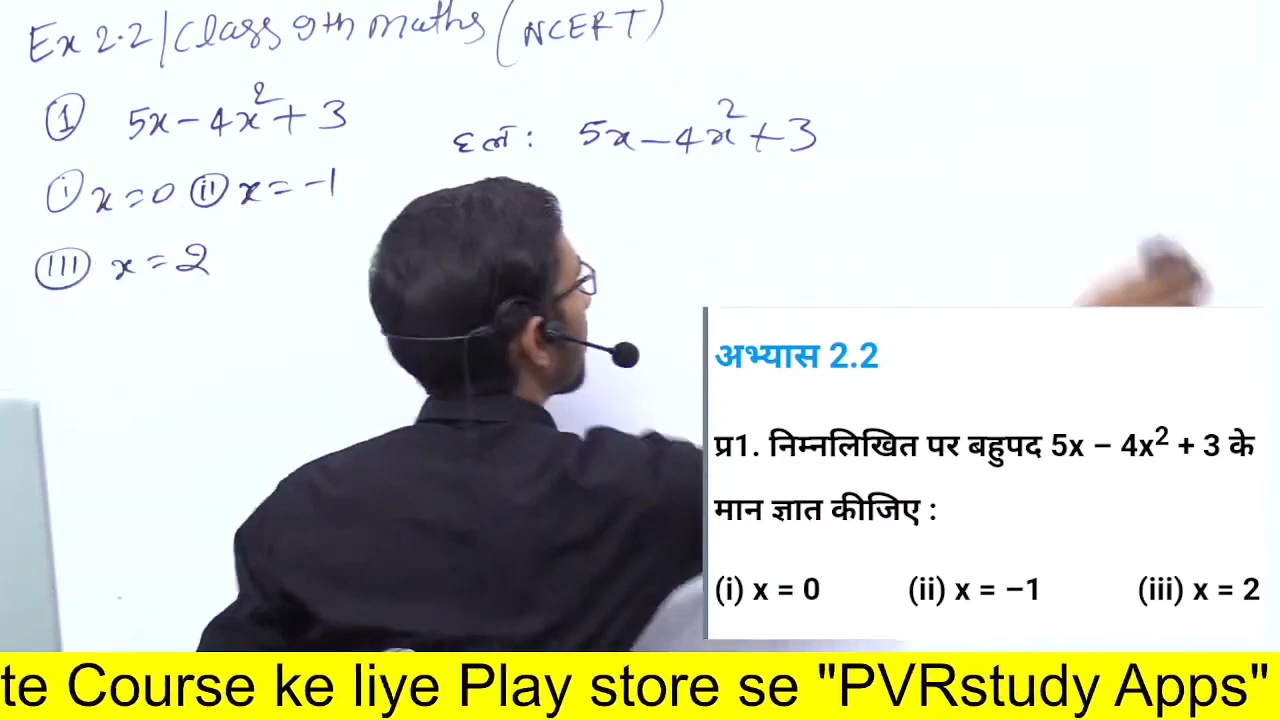 Ex 2.2 | Class 9th Maths (NCERT)
① 5x – 4x² + 3
ⓘ x = 0 ⓘⓘ x = –1
ⓘⓘⓘ x = 2
हल : 5x – 4x² + 3
अभ्यास 2.2
प्र1. निम्नलिखित पर बहुपद 5x – 4x² + 3 के
मान ज्ञात कीजिए :
(i) x = 0 (ii) x = –1 (iii) x = 2
te Course ke liye Play store se "PVRstudy Apps"